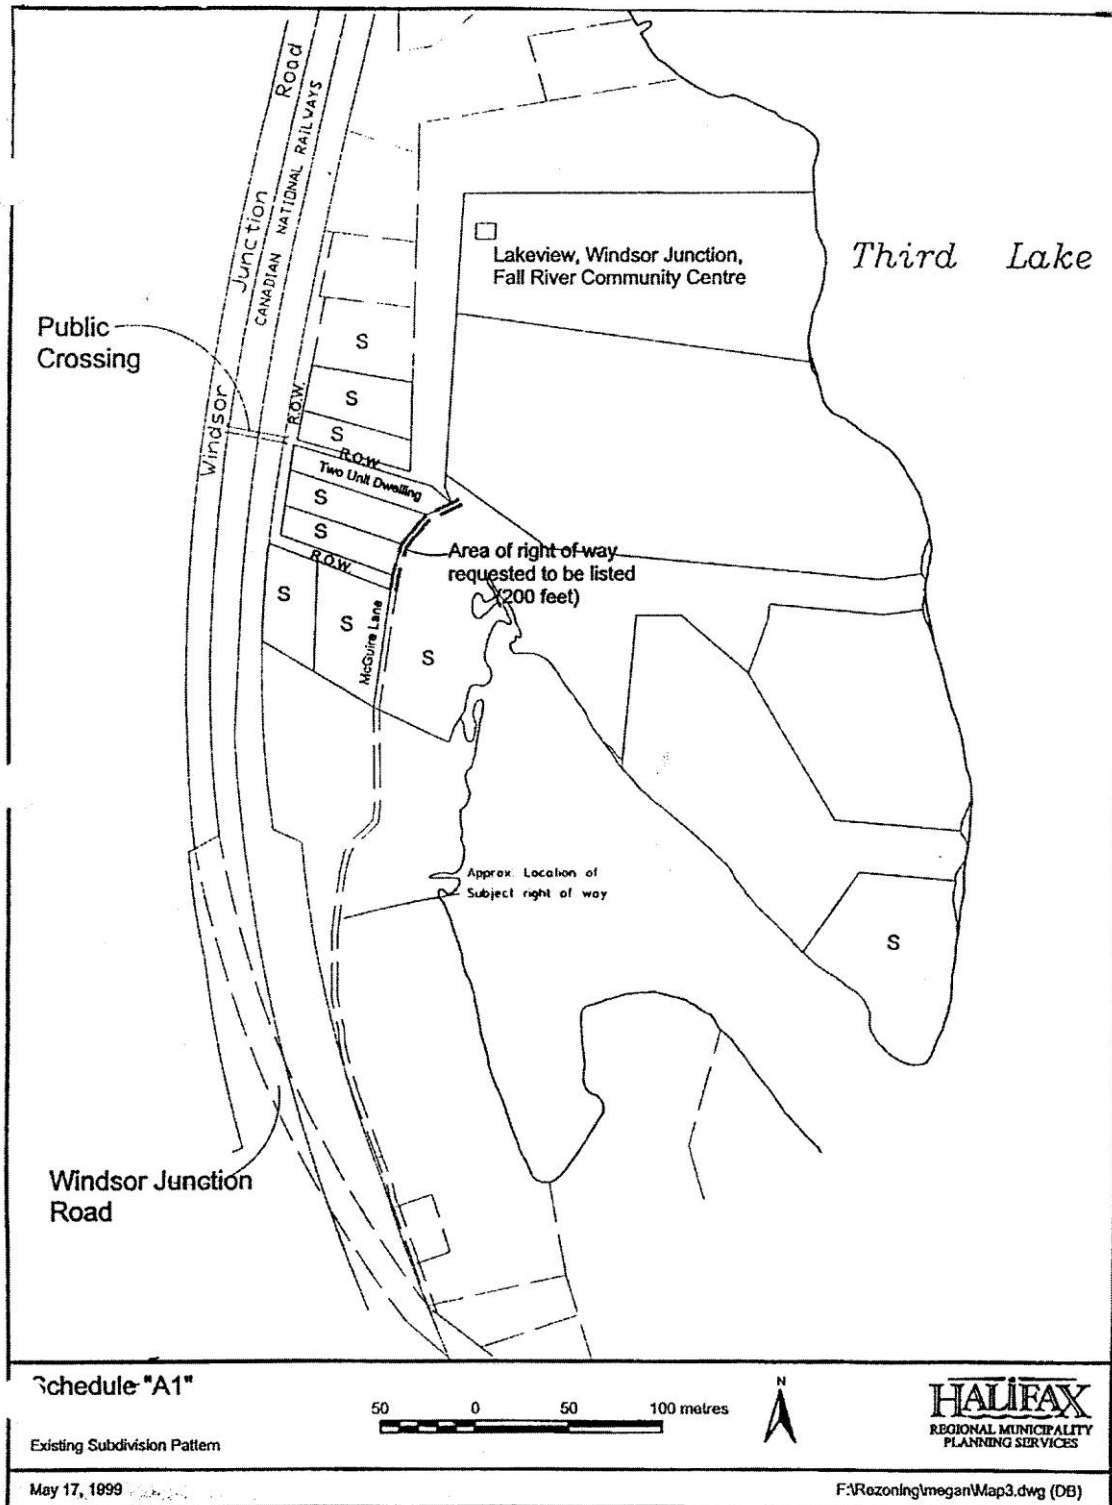 Road
CANADIAN NATIONAL RAILWAYS
Junction
Windsor
Third Lake
Lakeview, Windsor Junction,
Fall River Community Centre
Public
Crossing
S
S
R.O.W.
S
R.O.W.
Two Unit Dwelling
S
S
R.O.W.
Area of right of way
requested to be listed
(200 feet)
S
S
McGuire Lane
S
Approx. Location of
Subject right of way
S
Windsor Junction
Road
Schedule "A1"
Existing Subdivision Pattern
50 0 50 100 metres
N
HALIFAX
REGIONAL MUNICIPALITY
PLANNING SERVICES
May 17, 1999
F:\Rezoning\megan\Map3.dwg (DB)